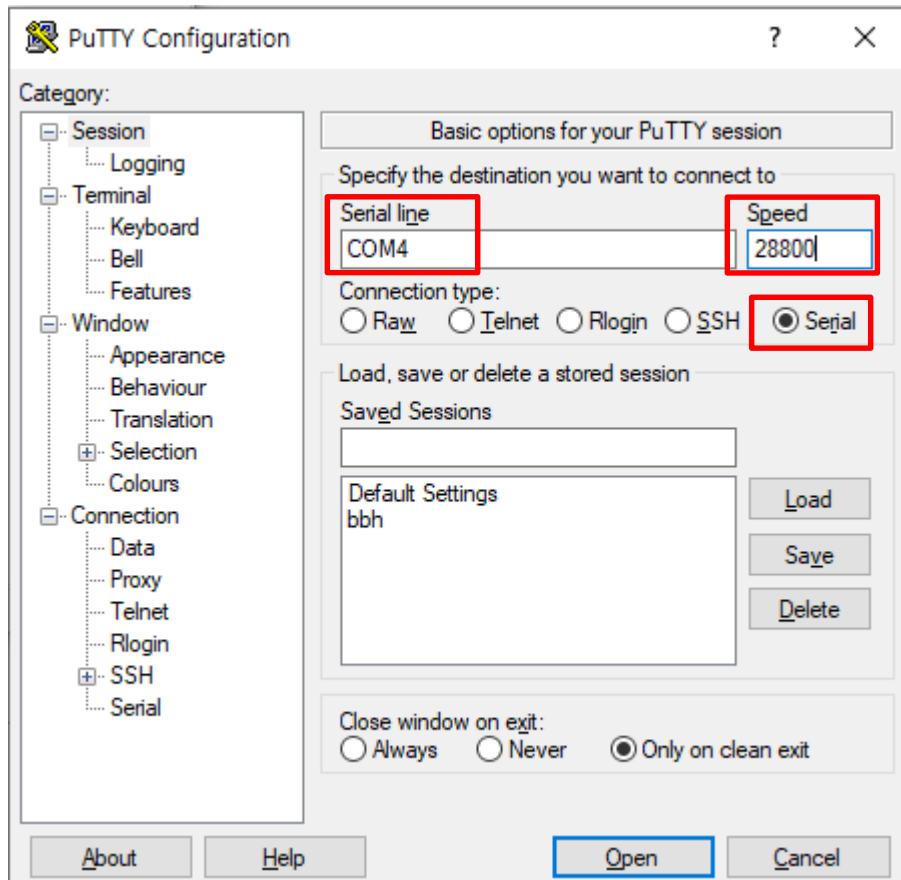 PuTTY Configuration
?
Category:
Session
Logging
Terminal
Keyboard
Bell
Features
Window
Appearance
Behaviour
Translation
Selection
Colours
Connection
Data
Proxy
Telnet
Rlogin
SSH
Serial
Basic options for your PuTTY session
Specify the destination you want to connect to
Serial line Speed
COM4 28800
Connection type:
Raw Telnet Rlogin SSH Serial
Load, save or delete a stored session
Saved Sessions
Default Settings
bbh
Load
Save
Delete
Close window on exit:
Always Never Only on clean exit
About Help Open Cancel